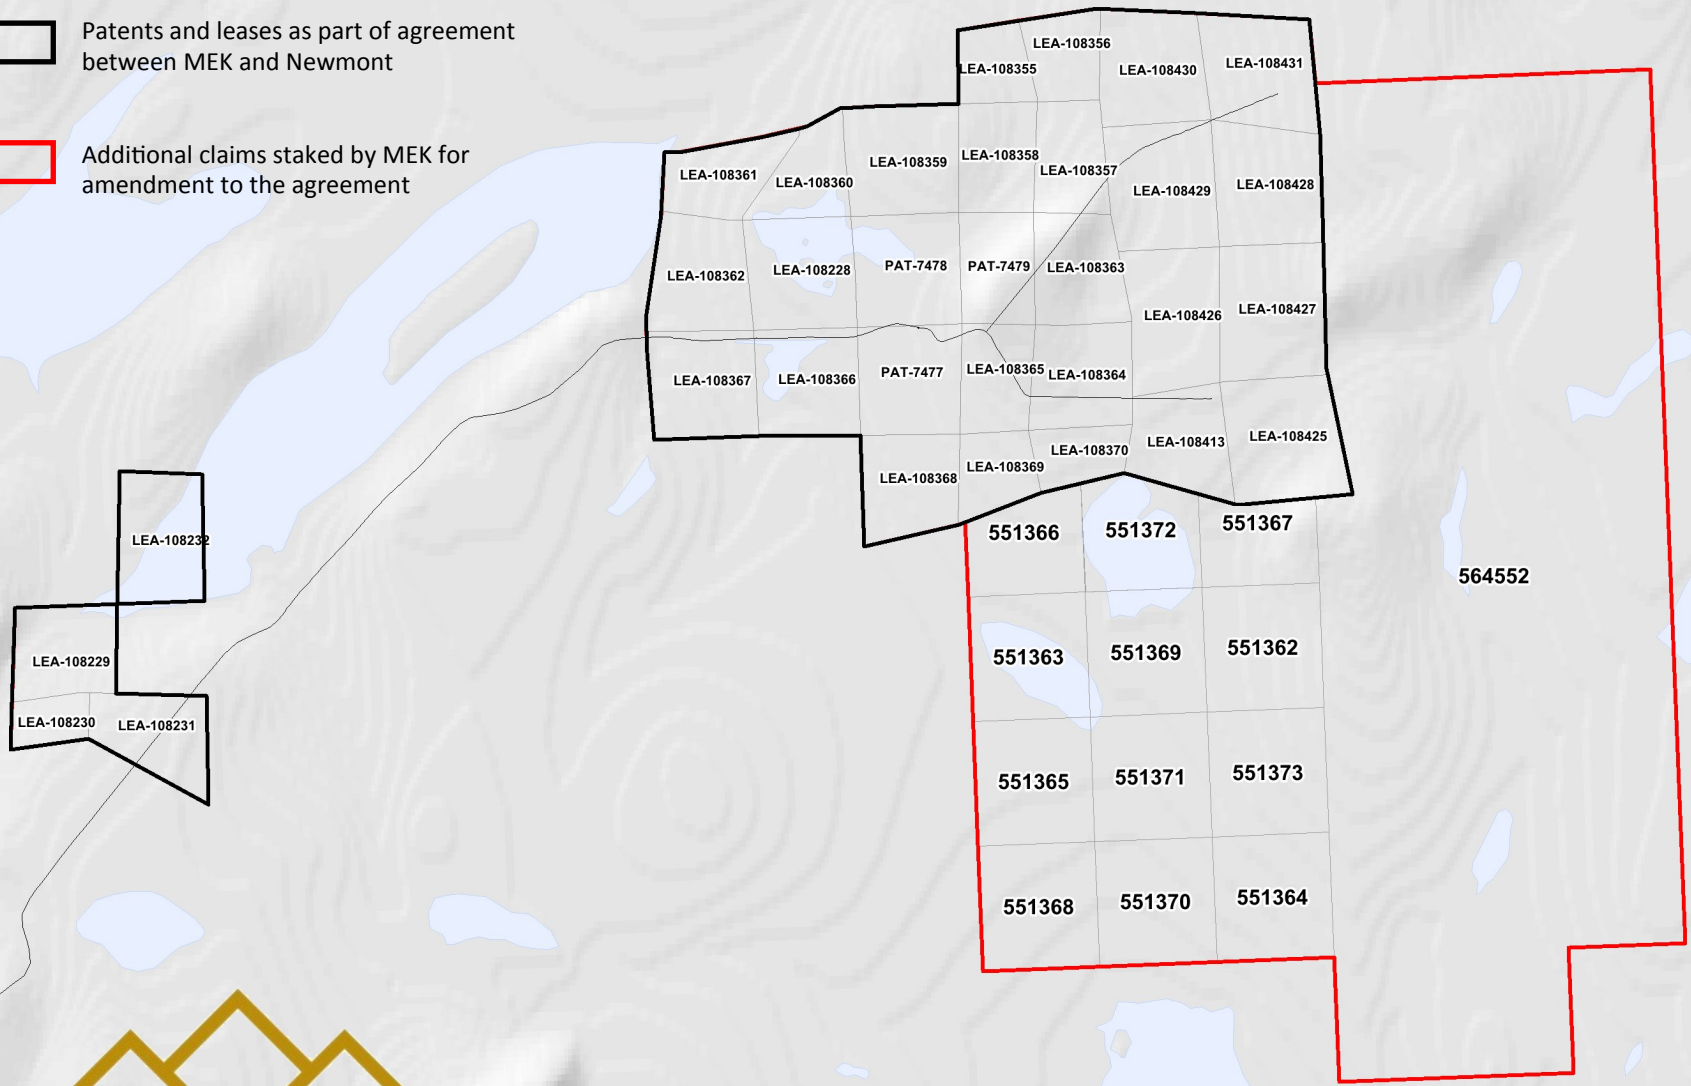 Patents and leases as part of agreement
between MEK and Newmont
Additional claims staked by MEK for
amendment to the agreement
LEA-108356
LEA-108355
LEA-108430
LEA-108431
LEA-108361
LEA-108360
LEA-108359
LEA-108358
LEA-108357
LEA-108429
LEA-108428
LEA-108362
LEA-108228
PAT-7478
PAT-7479
LEA-108363
LEA-108426
LEA-108427
LEA-108367
LEA-108366
PAT-7477
LEA-108365
LEA-108364
LEA-108368
LEA-108369
LEA-108370
LEA-108413
LEA-108425
LEA-108232
LEA-108229
LEA-108230
LEA-108231
551366
551372
551367
564552
551363
551369
551362
551365
551371
551373
551368
551370
551364